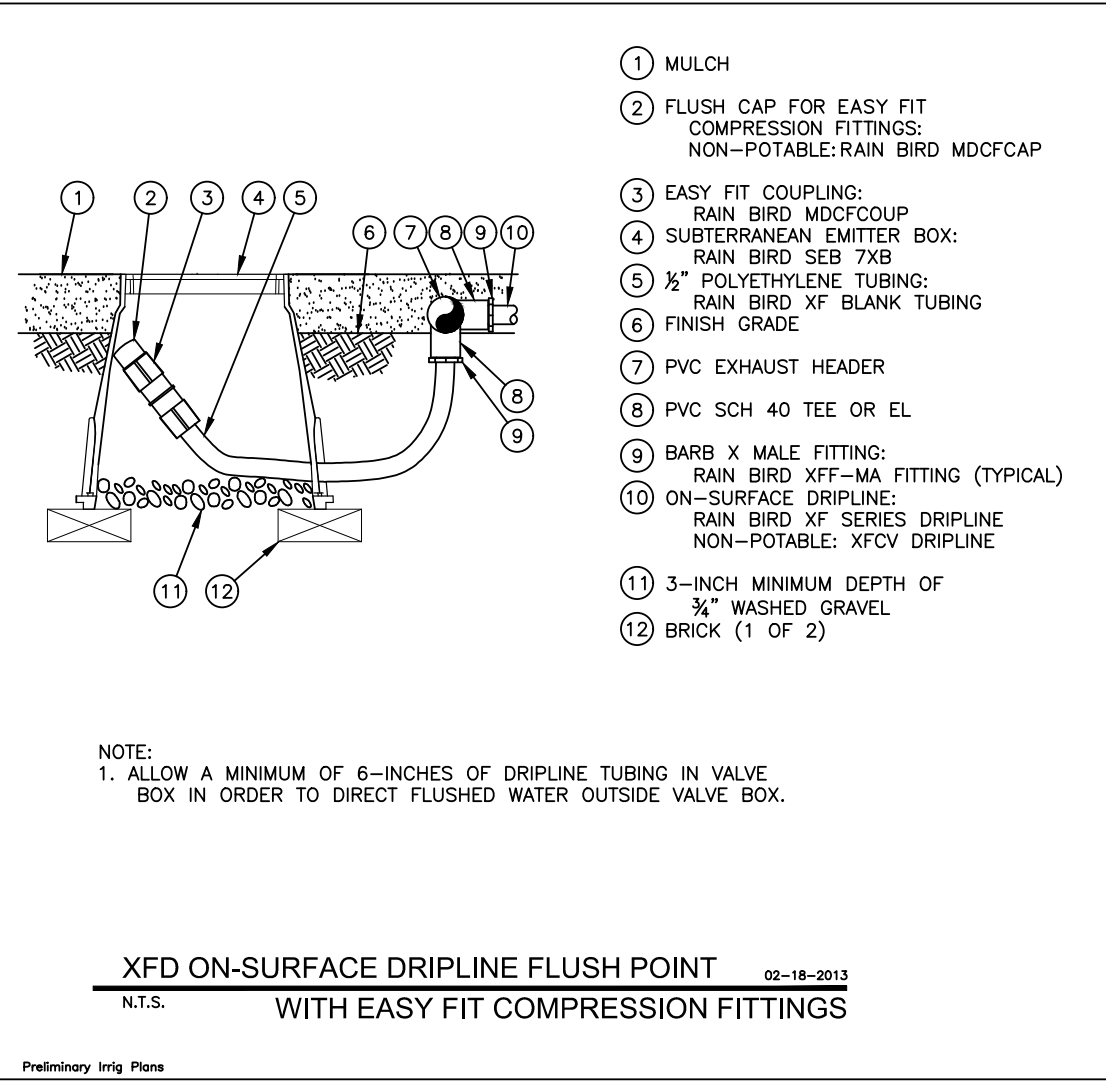 1 MULCH
2 FLUSH CAP FOR EASY FIT
COMPRESSION FITTINGS:
NON-POTABLE: RAIN BIRD MDCFCAP
3 EASY FIT COUPLING:
RAIN BIRD MDCFCOUP
4 SUBTERRANEAN EMITTER BOX:
RAIN BIRD SEB 7XB
5 ½" POLYETHYLENE TUBING:
RAIN BIRD XF BLANK TUBING
6 FINISH GRADE
7 PVC EXHAUST HEADER
8 PVC SCH 40 TEE OR EL
9 BARB X MALE FITTING:
RAIN BIRD XFF-MA FITTING (TYPICAL)
10 ON-SURFACE DRIPLINE:
RAIN BIRD XF SERIES DRIPLINE
NON-POTABLE: XFCV DRIPLINE
11 3-INCH MINIMUM DEPTH OF
¾" WASHED GRAVEL
12 BRICK (1 OF 2)
1 2 3 4 5
6 7 8 9 10
8
9
11 12
NOTE:
1. ALLOW A MINIMUM OF 6-INCHES OF DRIPLINE TUBING IN VALVE
BOX IN ORDER TO DIRECT FLUSHED WATER OUTSIDE VALVE BOX.
XFD ON-SURFACE DRIPLINE FLUSH POINT 02-18-2013
N.T.S. WITH EASY FIT COMPRESSION FITTINGS
Preliminary Irrig Plans